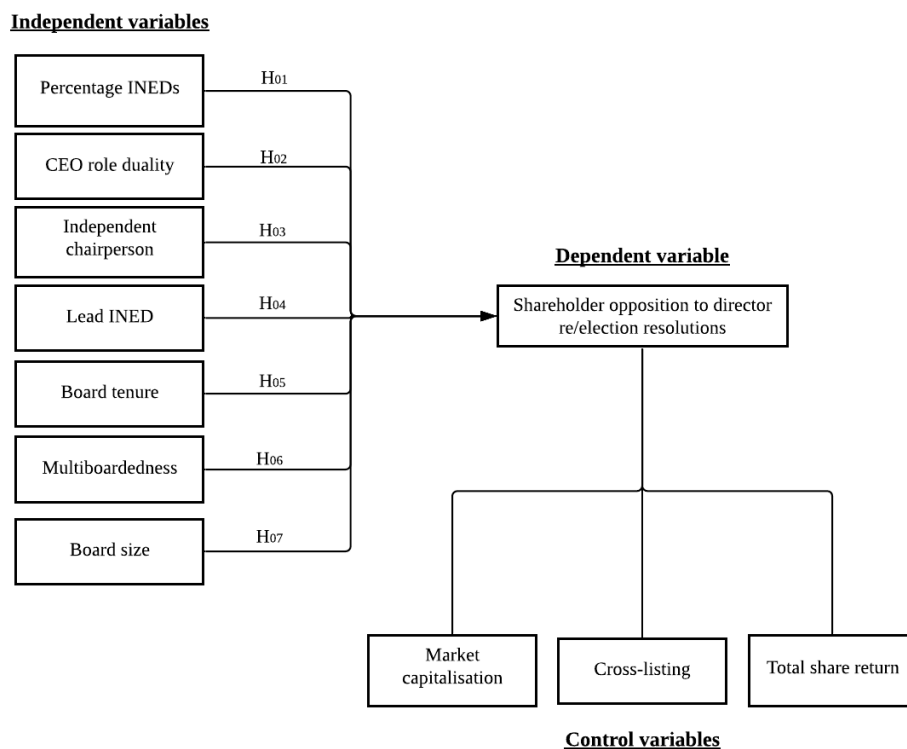 Independent variables
Percentage INEDs
H01
CEO role duality
H02
Independent
chairperson
H03
Lead INED
H04
Board tenure
H05
Multiboardedness
H06
Board size
H07
Dependent variable
Shareholder opposition to director
re/election resolutions
Market
capitalisation
Cross-listing
Total share return
Control variables